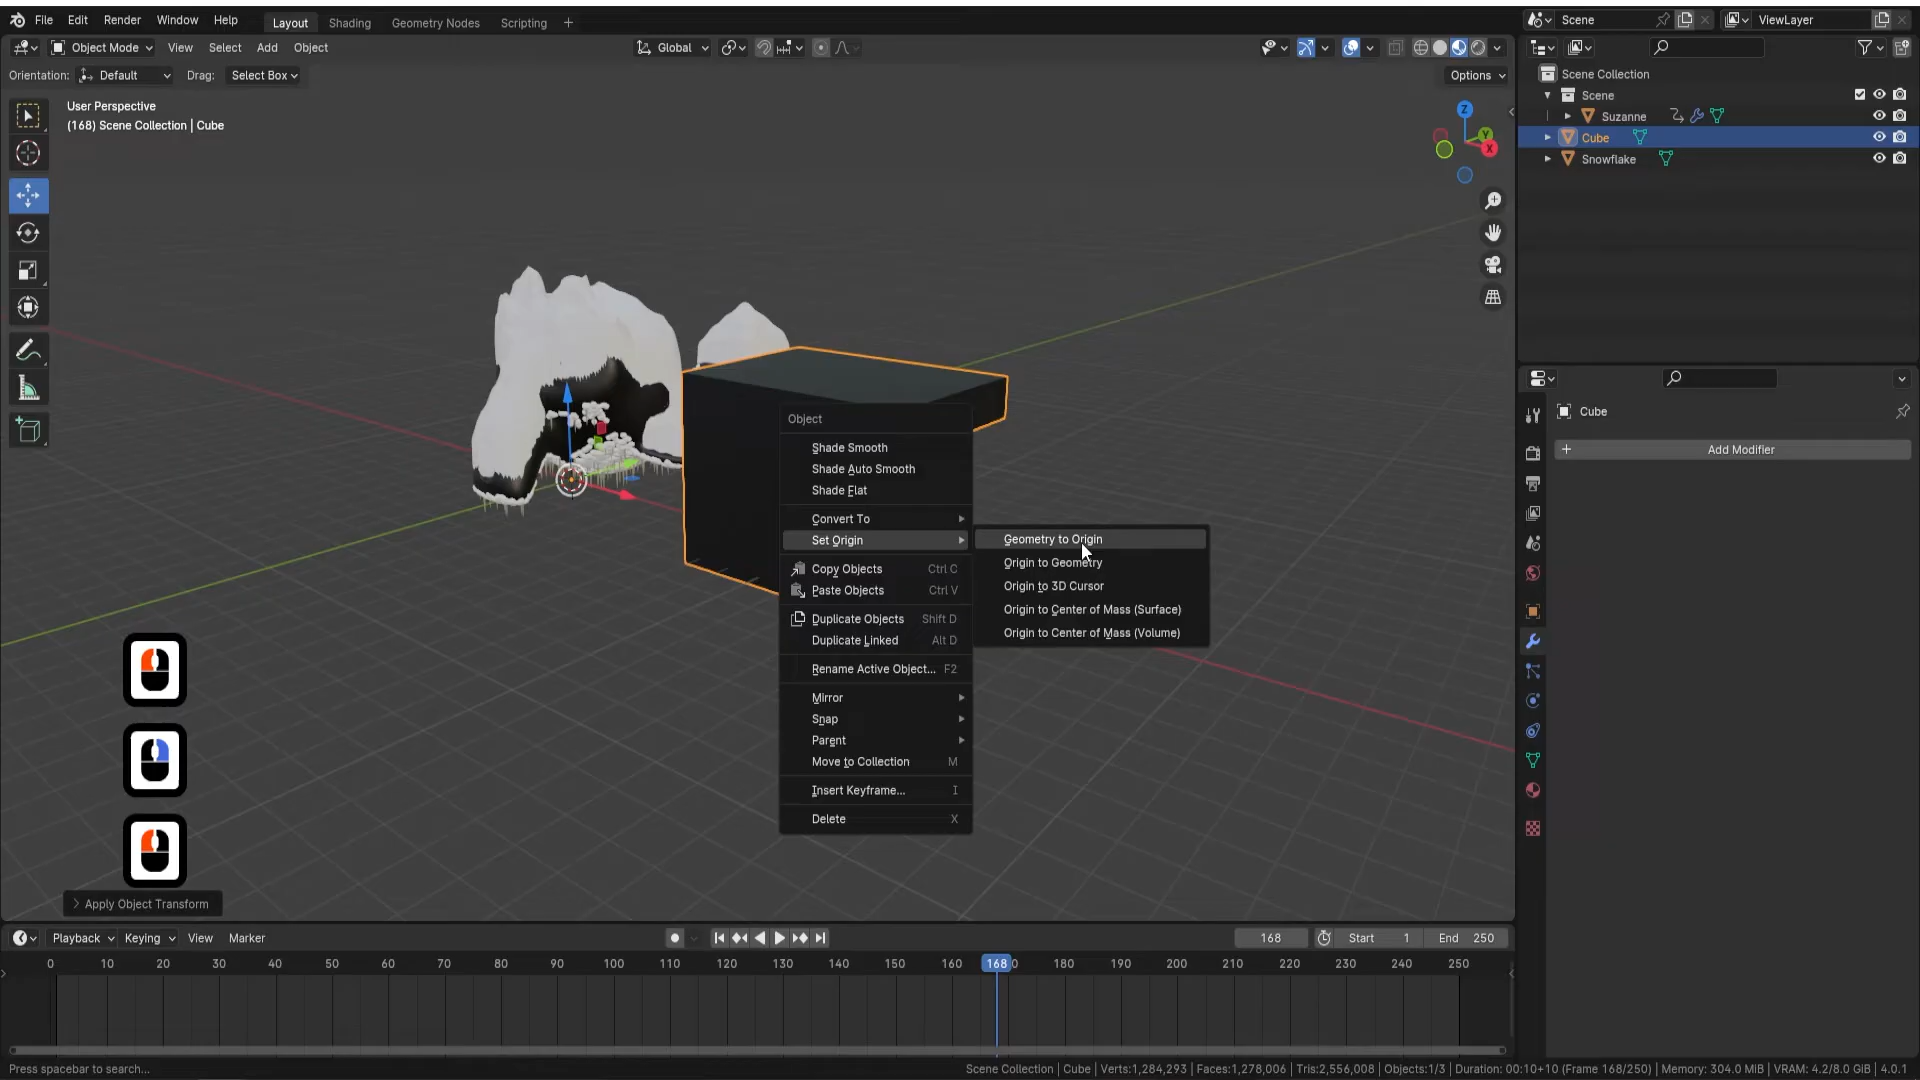 File Edit Render Window Help Layout Shading Geometry Nodes Scripting + Scene ViewLayer
Object Mode View Select Add Object Global
Orientation: Default Drag: Select Box Options
User Perspective
(168) Scene Collection | Cube
Z
Y
X
Scene Collection
Scene
Suzanne
Cube
Snowflake
Cube
+ Add Modifier
Object
Shade Smooth
Shade Auto Smooth
Shade Flat
Convert To
Set Origin
Copy Objects Ctrl C
Paste Objects Ctrl V
Duplicate Objects Shift D
Duplicate Linked Alt D
Rename Active Object... F2
Mirror
Snap
Parent
Move to Collection M
Insert Keyframe... I
Delete X
Geometry to Origin
Origin to Geometry
Origin to 3D Cursor
Origin to Center of Mass (Surface)
Origin to Center of Mass (Volume)
Apply Object Transform
Playback Keying View Marker 168 Start 1 End 250
0 10 20 30 40 50 60 70 80 90 100 110 120 130 140 150 160 168 180 190 200 210 220 230 240 250
Press spacebar to search... Scene Collection | Cube | Verts:1,284,293 | Faces:1,278,006 | Tris:2,556,008 | Objects:1/3 | Duration: 00:10+10 (Frame 168/250) | Memory: 304.0 MiB | VRAM: 4.2/8.0 GiB | 4.0.1